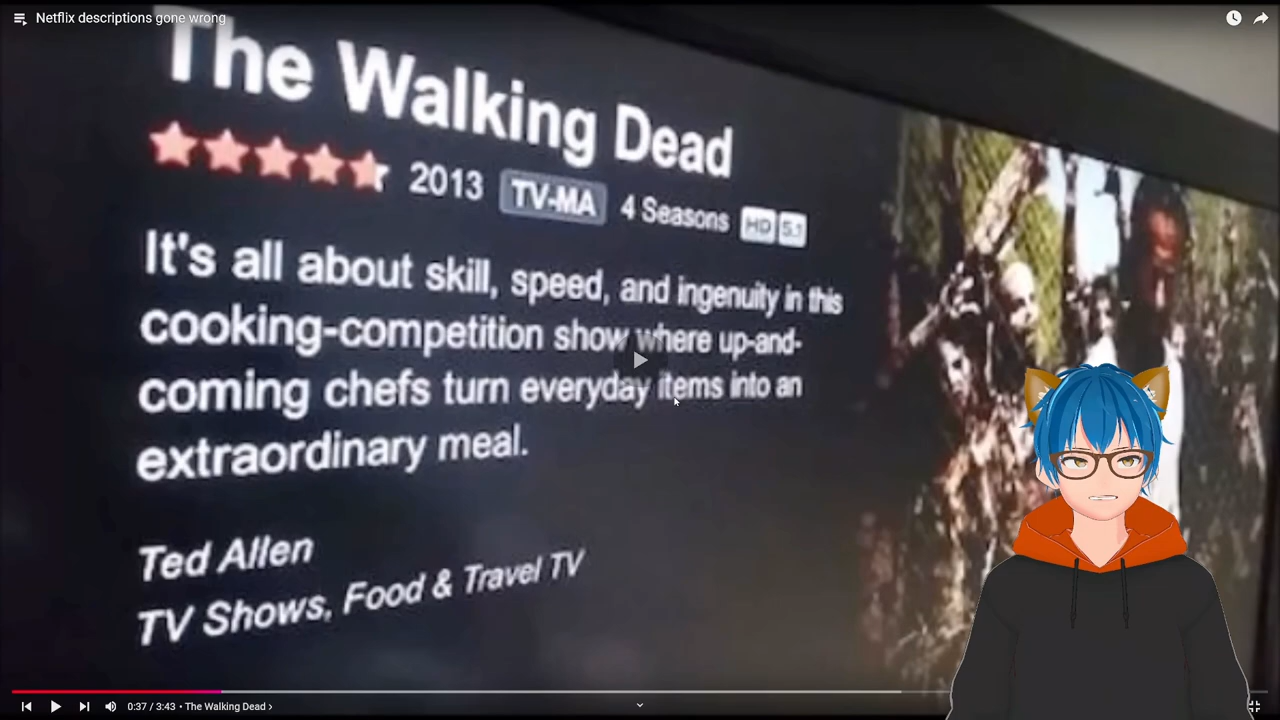 Netflix descriptions gone wrong
The Walking Dead
2013 TV-MA 4 Seasons HD 5.1
It's all about skill, speed, and ingenuity in this
cooking-competition show where up-and-
coming chefs turn everyday items into an
extraordinary meal.
Ted Allen
TV Shows, Food & Travel TV
0:37 / 3:43 • The Walking Dead >